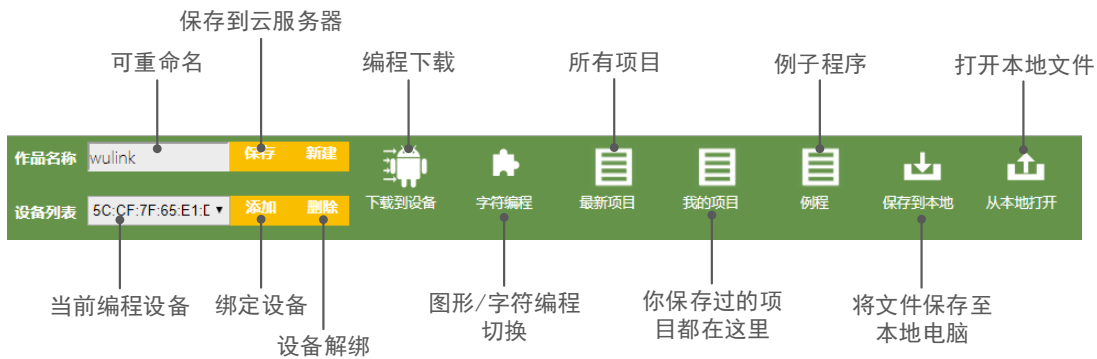 保存到云服务器
可重命名
编程下载
所有项目
例子程序
打开本地文件
作品名称
wulink
保存
新建
设备列表
5C:CF:7F:65:E1:D
添加
删除
下载到设备
字符编程
最新项目
我的项目
例程
保存到本地
从本地打开
当前编程设备
绑定设备
设备解绑
图形/字符编程
切换
你保存过的项
目都在这里
将文件保存至
本地电脑